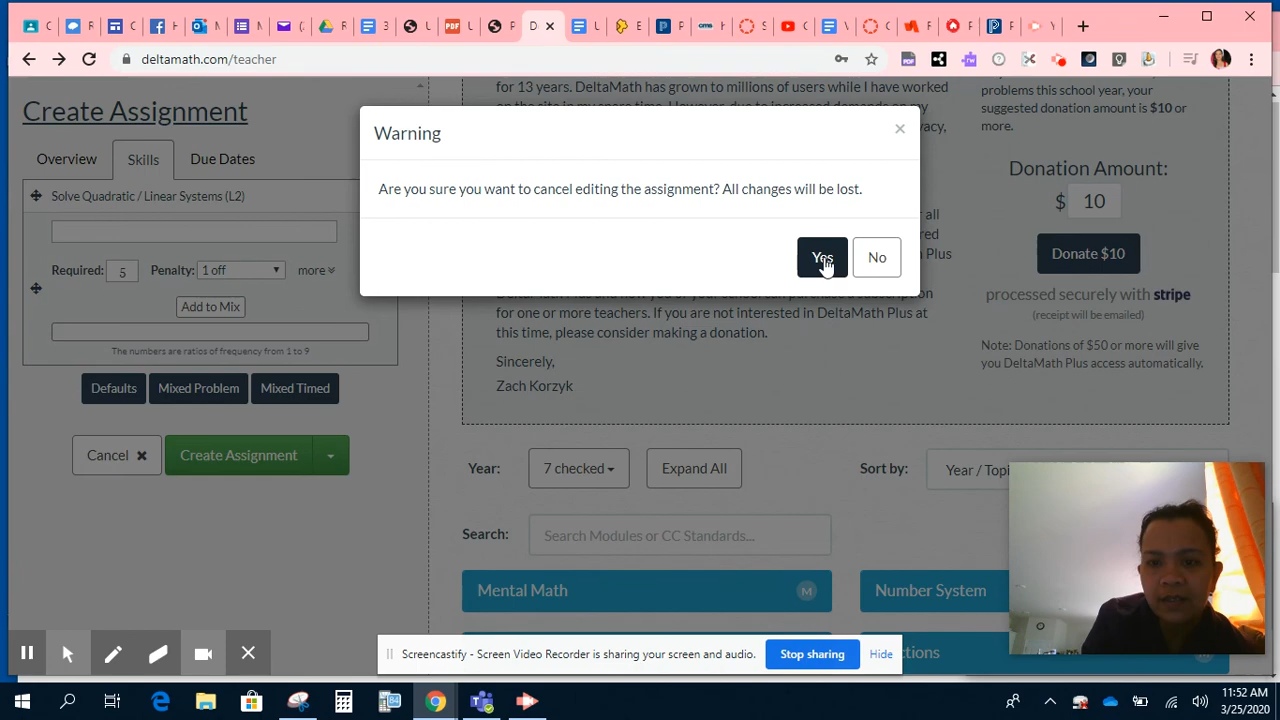 deltamath.com/teacher
for 13 years. DeltaMath has grown to millions of users while I have worked
problems this school year, your
suggested donation amount is $10 or
more.
Create Assignment
Overview
Skills
Due Dates
Warning
×
Are you sure you want to cancel editing the assignment? All changes will be lost.
Yes
No
Donation Amount:
$ 10
Donate $10
processed securely with stripe
(receipt will be emailed)
Note: Donations of $50 or more will give
you DeltaMath Plus access automatically.
Solve Quadratic / Linear Systems (L2)
Required: 5 Penalty: 1 off more
Add to Mix
The numbers are ratios of frequency from 1 to 9
Defaults
Mixed Problem
Mixed Timed
Cancel
Create Assignment
for one or more teachers. If you are not interested in DeltaMath Plus at
this time, please consider making a donation.
Sincerely,
Zach Korzyk
Year: 7 checked
Expand All
Sort by:
Search: Search Modules or CC Standards...
Mental Math M
Number System
Screencastify - Screen Video Recorder is sharing your screen and audio.
Stop sharing
Hide
11:52 AM
3/25/2020